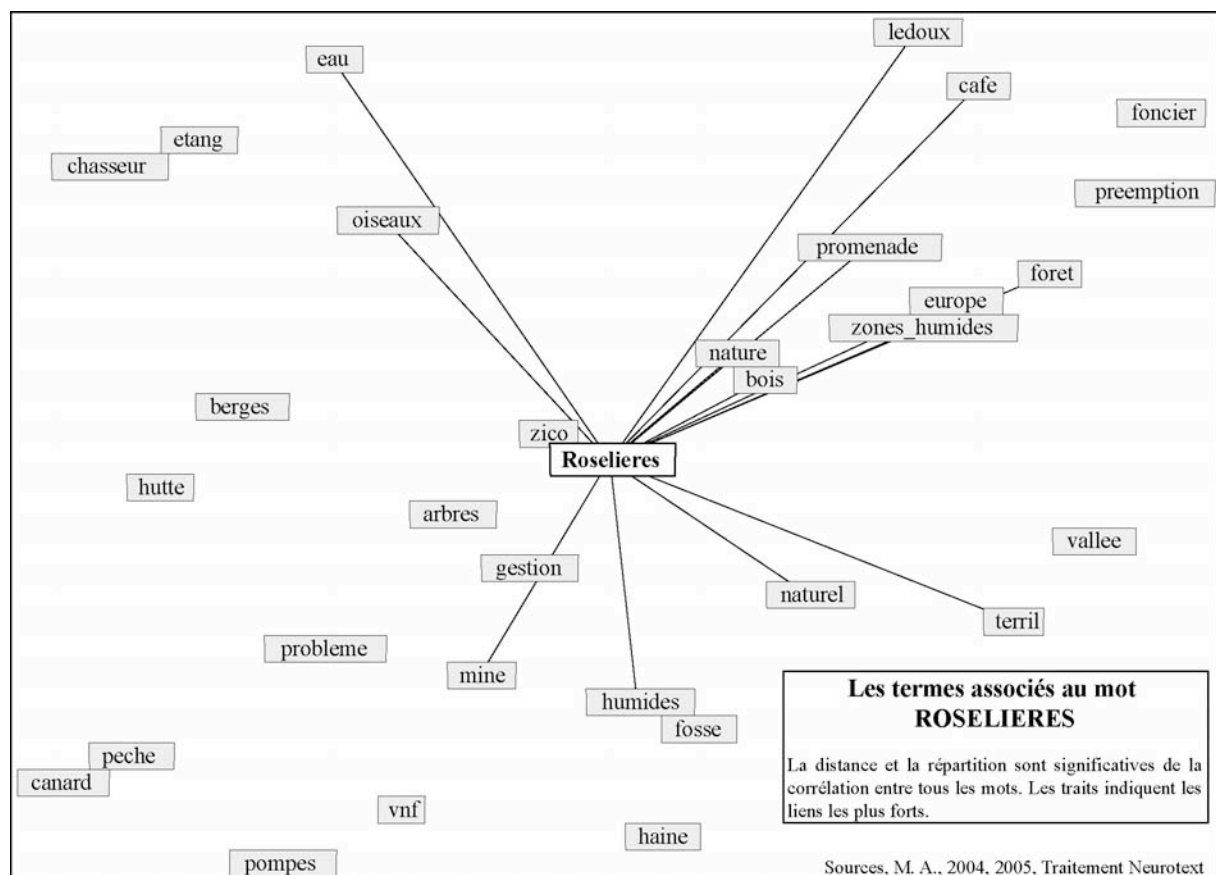 ledoux
eau
cafe
foncier
etang
chasseur
preemption
oiseaux
promenade
foret
europe
zones_humides
nature
bois
berges
zico
Roselieres
hutte
arbres
vallee
gestion
naturel
terril
probleme
mine
humides
fosse
Les termes associés au mot
ROSELIERES
La distance et la répartition sont significatives de la
corrélation entre tous les mots. Les traits indiquent les
liens les plus forts.
peche
canard
vnf
haine
pompes
Sources, M. A., 2004, 2005, Traitement Neurotext